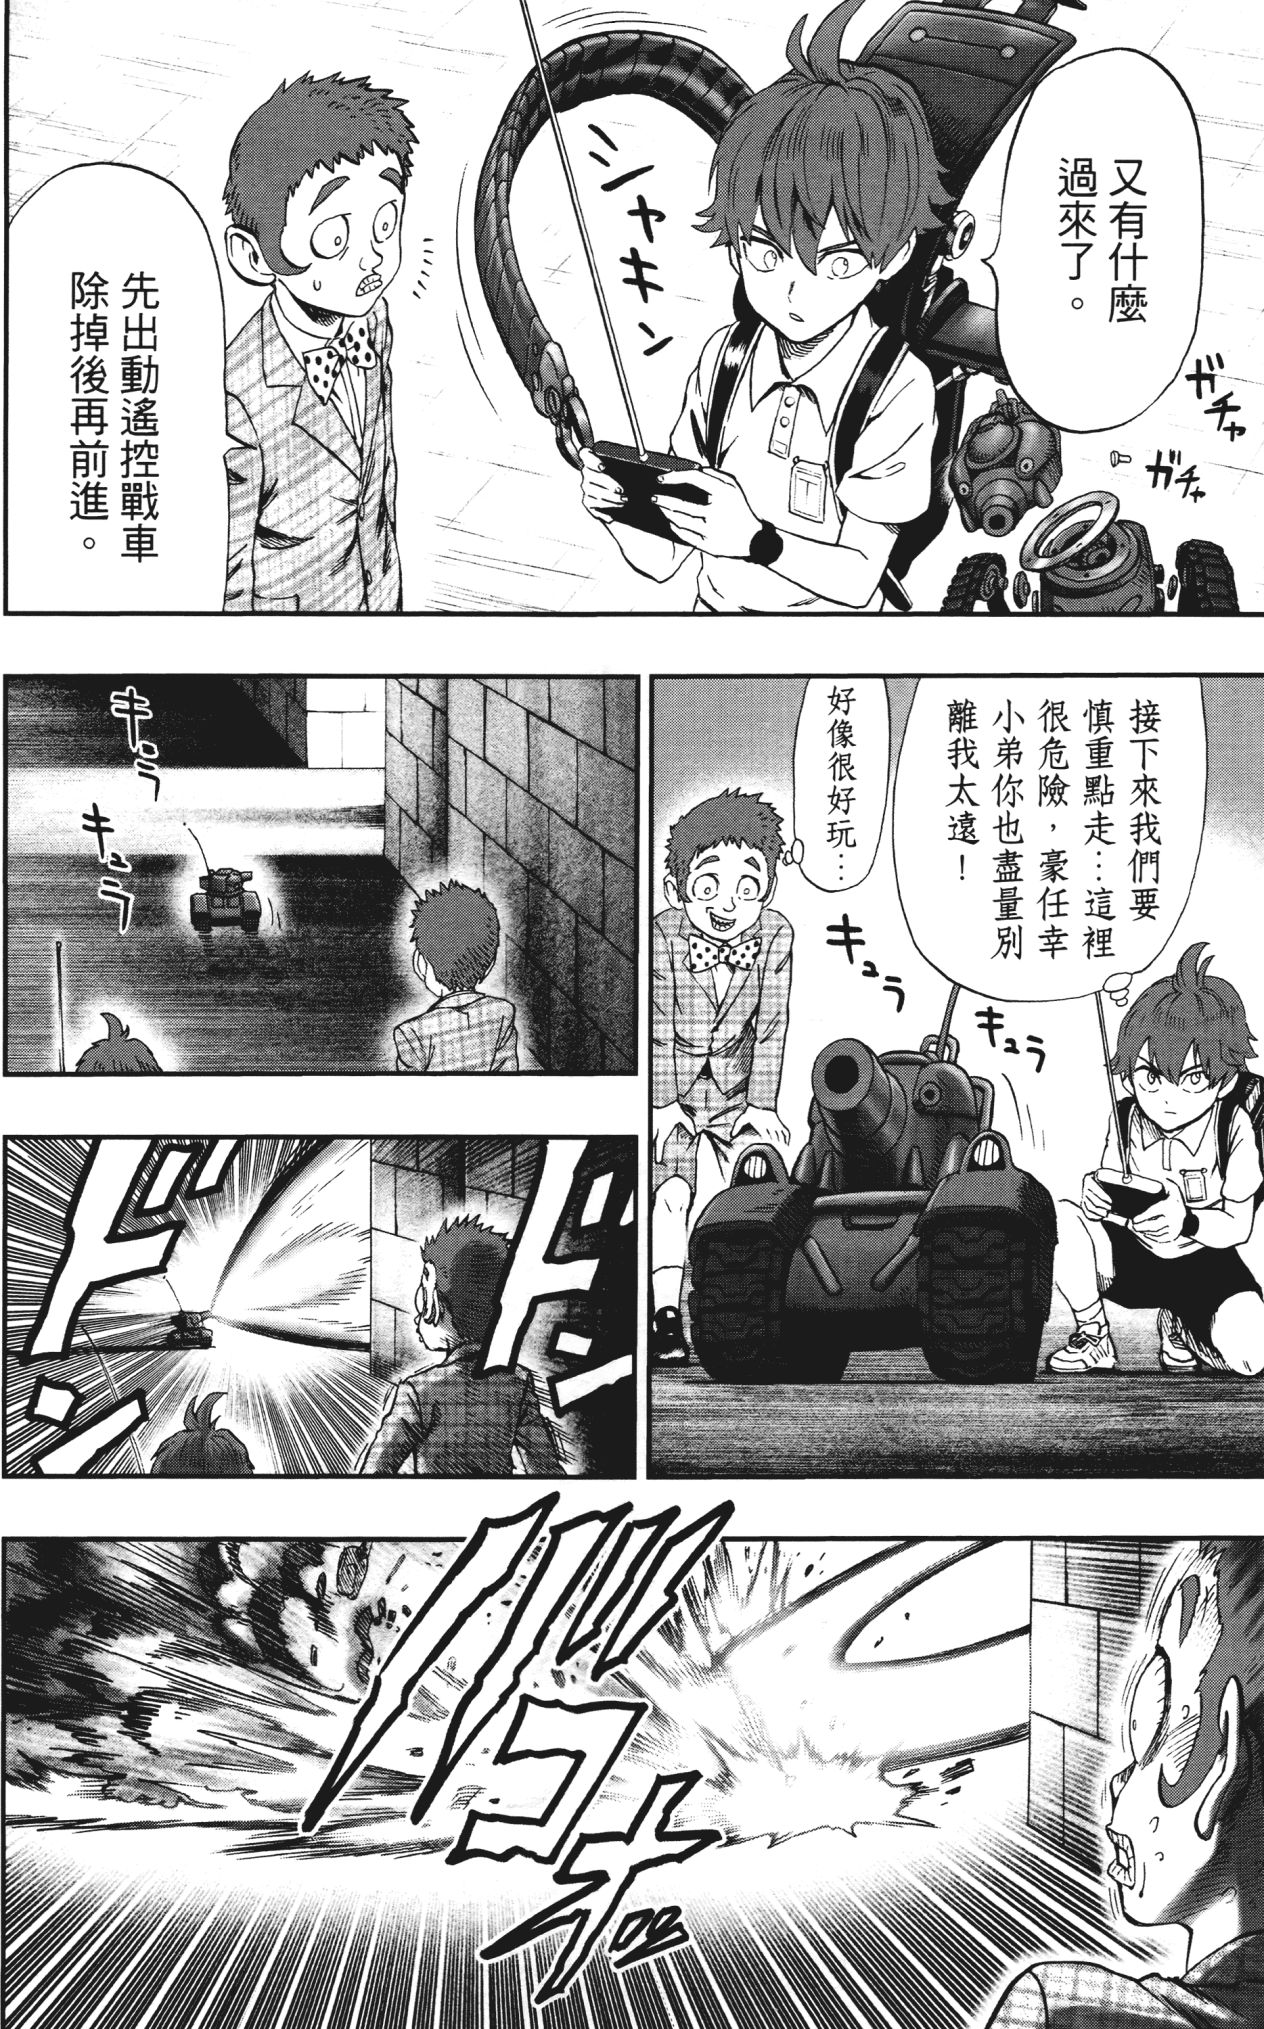 又有什麼
過來了。
シャキン
ガチャ
ガチャ
先出動遙控戰車
除掉後再前進。
接下來我們要
慎重點走…這裡
很危險，豪任幸
小弟你也盡量別
離我太遠！
好像很好玩…
キュラ
キュラ
キュラ
キュラ
ドドン
バコオ